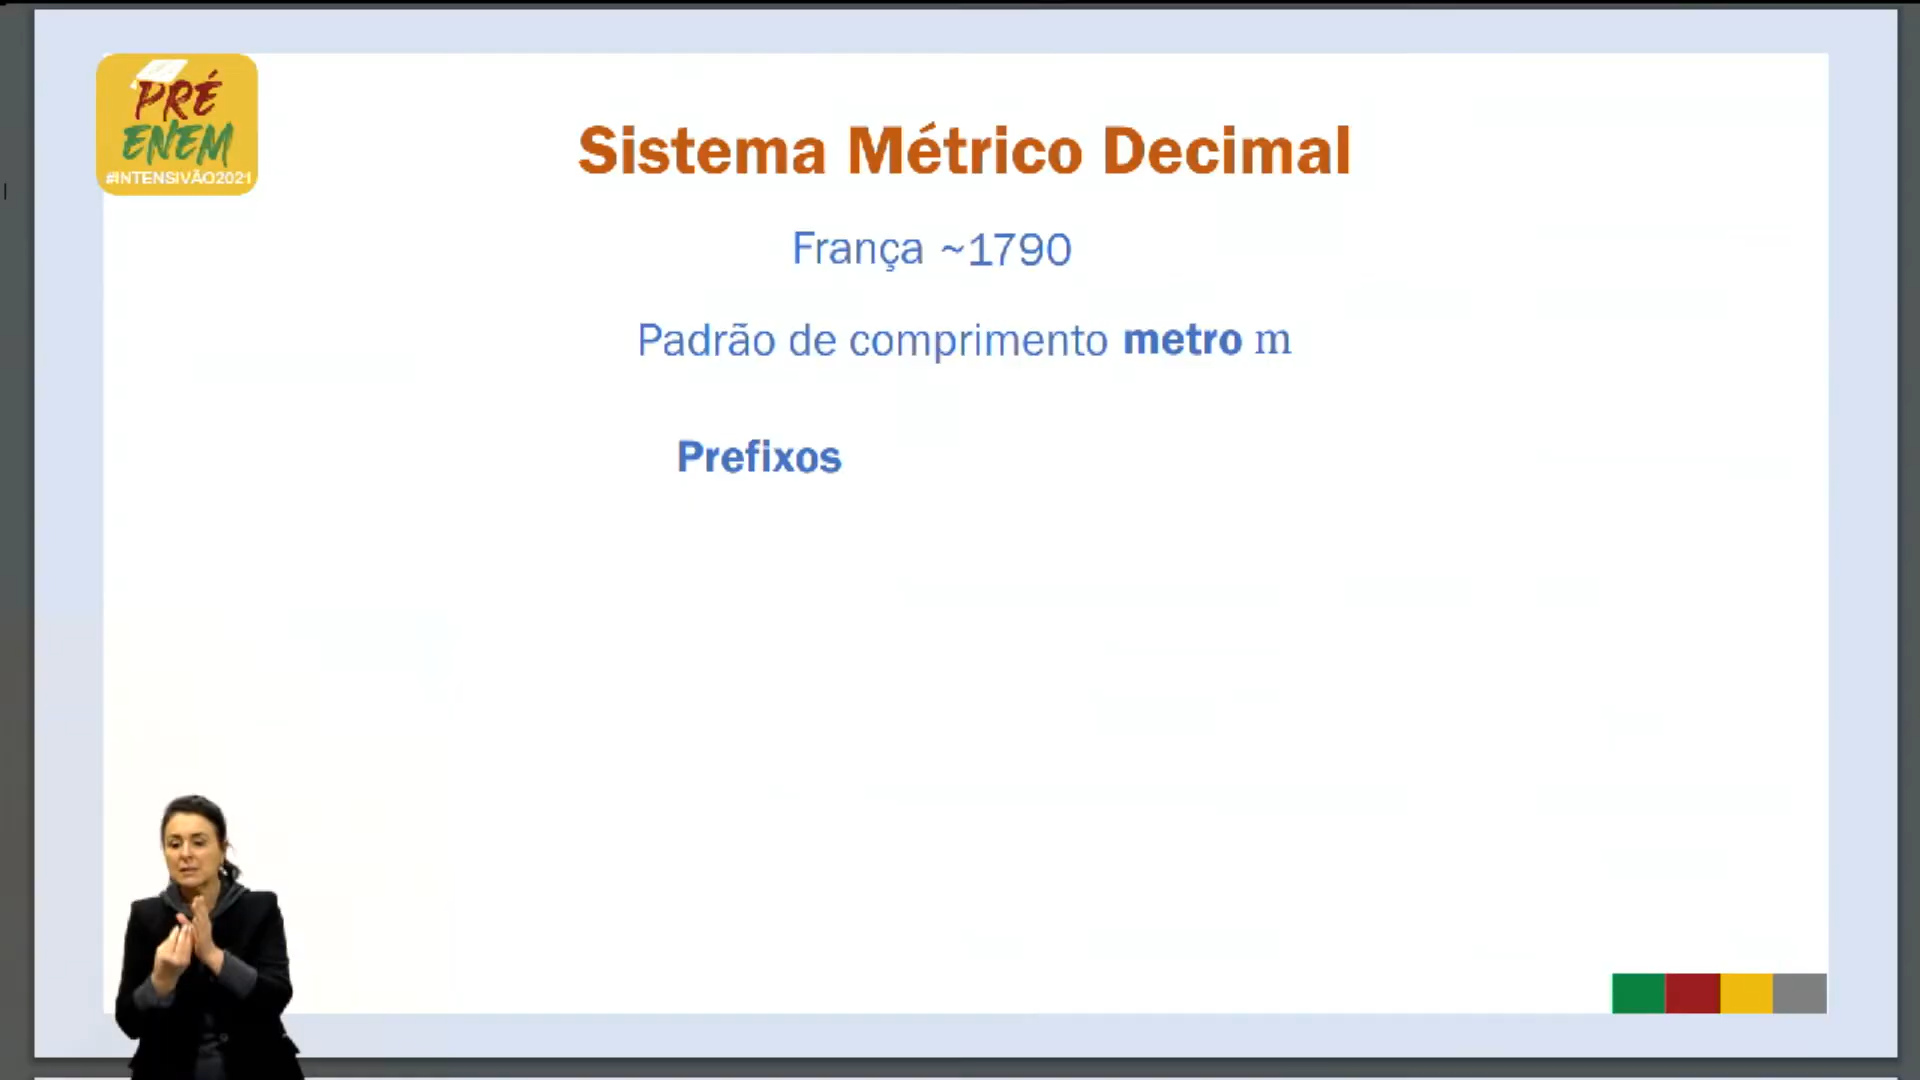 PRÉ
ENEM
#INTENSIVÃO2021
Sistema Métrico Decimal
França ~1790
Padrão de comprimento metro m
Prefixos